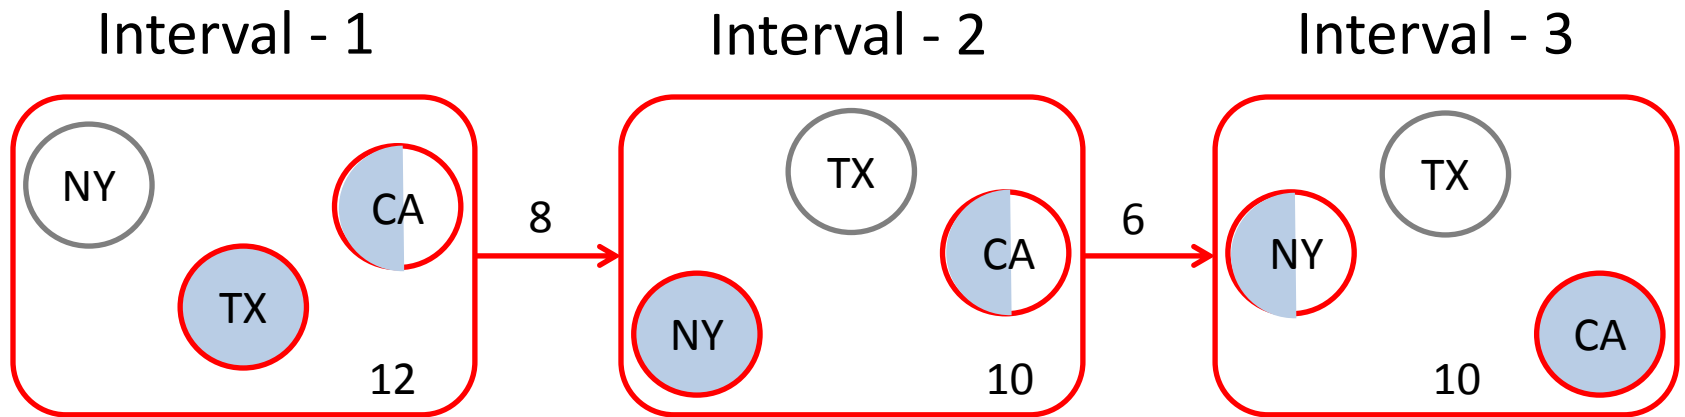 Interval - 1
NY
CA
TX
12
8
Interval - 2
TX
CA
NY
10
6
Interval - 3
TX
NY
CA
10